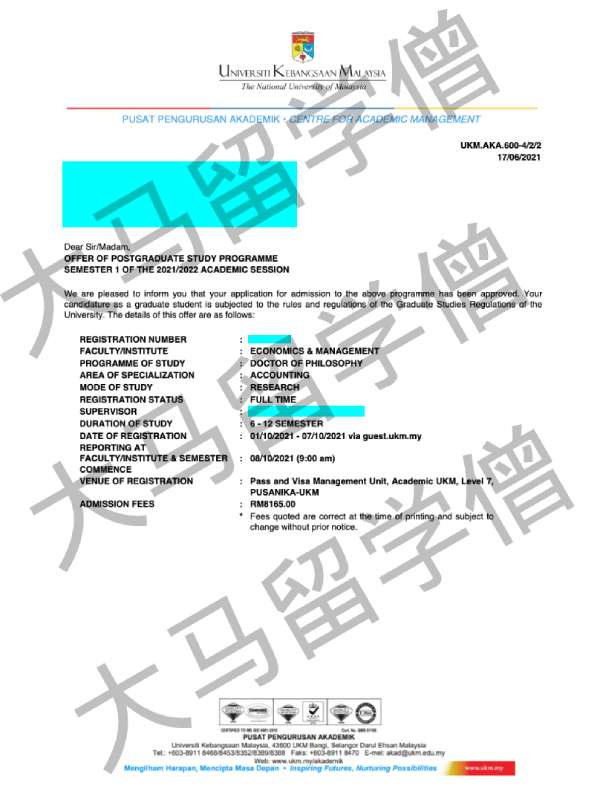 UNIVERSITI KEBANGSAAN MALAYSIA
The National University of Malaysia
PUSAT PENGURUSAN AKADEMIK • CENTRE FOR ACADEMIC MANAGEMENT
UKM.AKA.600-4/2/2
17/06/2021
Dear Sir/Madam,
OFFER OF POSTGRADUATE STUDY PROGRAMME
SEMESTER 1 OF THE 2021/2022 ACADEMIC SESSION
We are pleased to inform you that your application for admission to the above programme has been approved. Your
candidature as a graduate student is subjected to the rules and regulations of the Graduate Studies Regulations of the
University. The details of this offer are as follows:
REGISTRATION NUMBER :
FACULTY/INSTITUTE : ECONOMICS & MANAGEMENT
PROGRAMME OF STUDY : DOCTOR OF PHILOSOPHY
AREA OF SPECIALIZATION : ACCOUNTING
MODE OF STUDY : RESEARCH
REGISTRATION STATUS : FULL TIME
SUPERVISOR :
DURATION OF STUDY : 6 - 12 SEMESTER
DATE OF REGISTRATION : 01/10/2021 - 07/10/2021 via guest.ukm.my
REPORTING AT
FACULTY/INSTITUTE & SEMESTER : 08/10/2021 (9:00 am)
COMMENCE
VENUE OF REGISTRATION : Pass and Visa Management Unit, Academic UKM, Level 7,
PUSANIKA-UKM
ADMISSION FEES : RM8165.00
* Fees quoted are correct at the time of printing and subject to
change without prior notice.
大马留学僧
大马留学僧
大马留学僧
PUSAT PENGURUSAN AKADEMIK
Universiti Kebangsaan Malaysia, 43600 UKM Bangi, Selangor Darul Ehsan Malaysia
Tel.: +603-8911 8468/8453/8352/8389/8388 Faks: +603-8911 8470 E-mel: akad@ukm.edu.my
Web: www.ukm.my/akademik
Mengilham Harapan, Mencipta Masa Depan • Inspiring Futures, Nurturing Possibilities
www.ukm.my